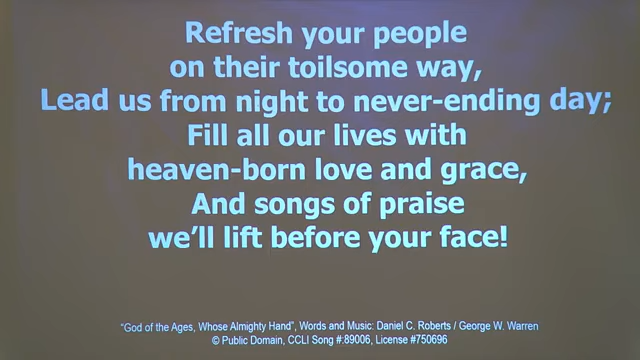 Refresh your people
on their toilsome way,
Lead us from night to never-ending day;
Fill all our lives with
heaven-born love and grace,
And songs of praise
we'll lift before your face!
“God of the Ages, Whose Almighty Hand”, Words and Music: Daniel C. Roberts / George W. Warren
© Public Domain, CCLI Song #:89006, License #750696